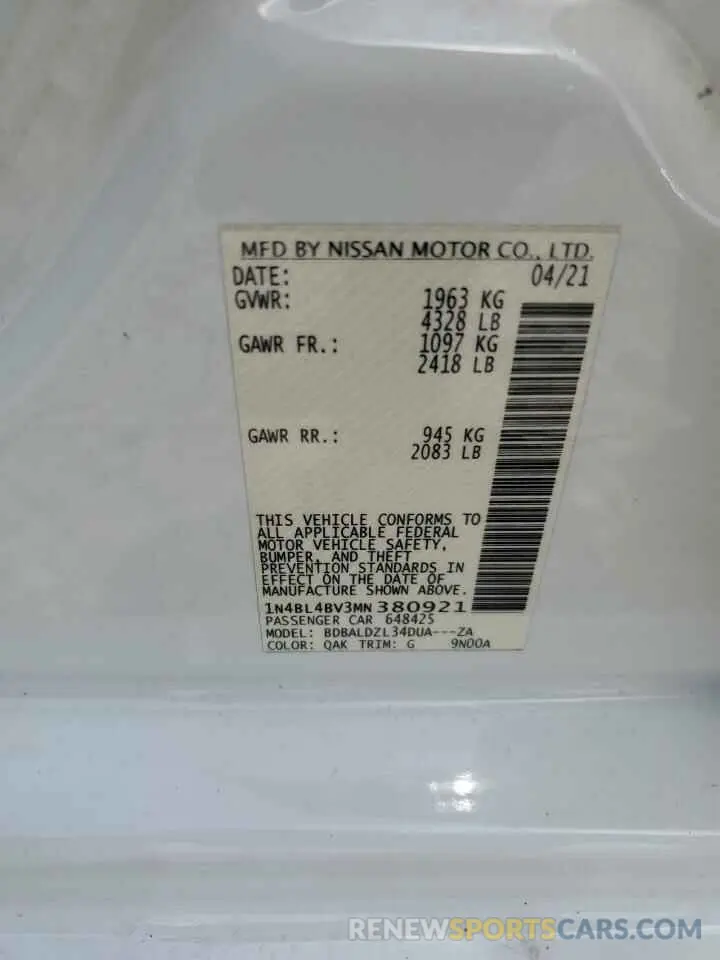 MFD BY NISSAN MOTOR CO., LTD.
DATE: 04/21
GVWR: 1963 KG
4328 LB
GAWR FR.: 1097 KG
2418 LB
GAWR RR.: 945 KG
2083 LB
THIS VEHICLE CONFORMS TO
ALL APPLICABLE FEDERAL
MOTOR VEHICLE SAFETY,
BUMPER, AND THEFT
PREVENTION STANDARDS IN
EFFECT ON THE DATE OF
MANUFACTURE SHOWN ABOVE.
1N4BL4BV3MN380921
PASSENGER CAR 648425
MODEL: BDBALDZL34DUA---ZA
COLOR: QAK TRIM: G 9N00A
RENEWSPORTSCARS.COM